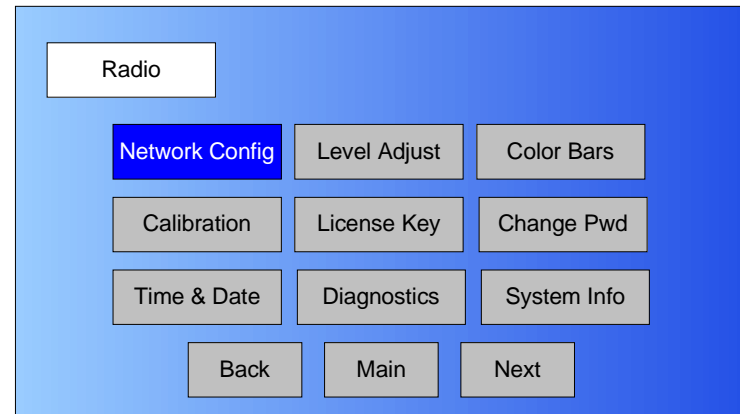 Radio
Network Config Level Adjust Color Bars
Calibration License Key Change Pwd
Time & Date Diagnostics System Info
Back Main Next